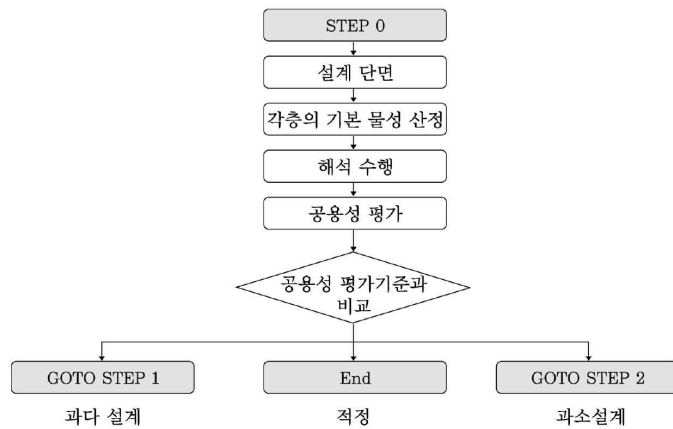 STEP 0
설계 단면
각층의 기본 물성 산정
해석 수행
공용성 평가
공용성 평가기준과
비교
GOTO STEP 1
End
GOTO STEP 2
과다 설계
적정
과소설계